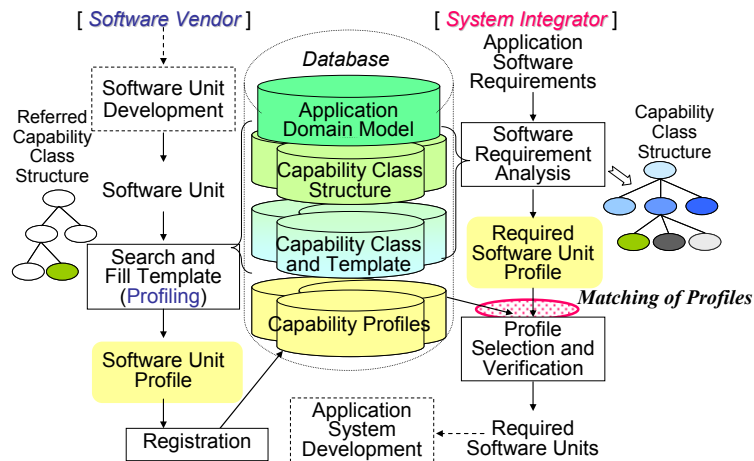 [ Software Vendor ]
Software Unit
Development
Referred
Capability
Class
Structure
Software Unit
Search and
Fill Template
(Profiling)
Software Unit
Profile
Registration
Database
Application
Domain Model
Capability Class
Structure
Capability Class
and Template
Capability Profiles
[ System Integrator ]
Application
Software
Requirements
Software
Requirement
Analysis
Capability
Class
Structure
Required
Software Unit
Profile
Matching of Profiles
Profile
Selection and
Verification
Required
Software Units
Application
System
Development